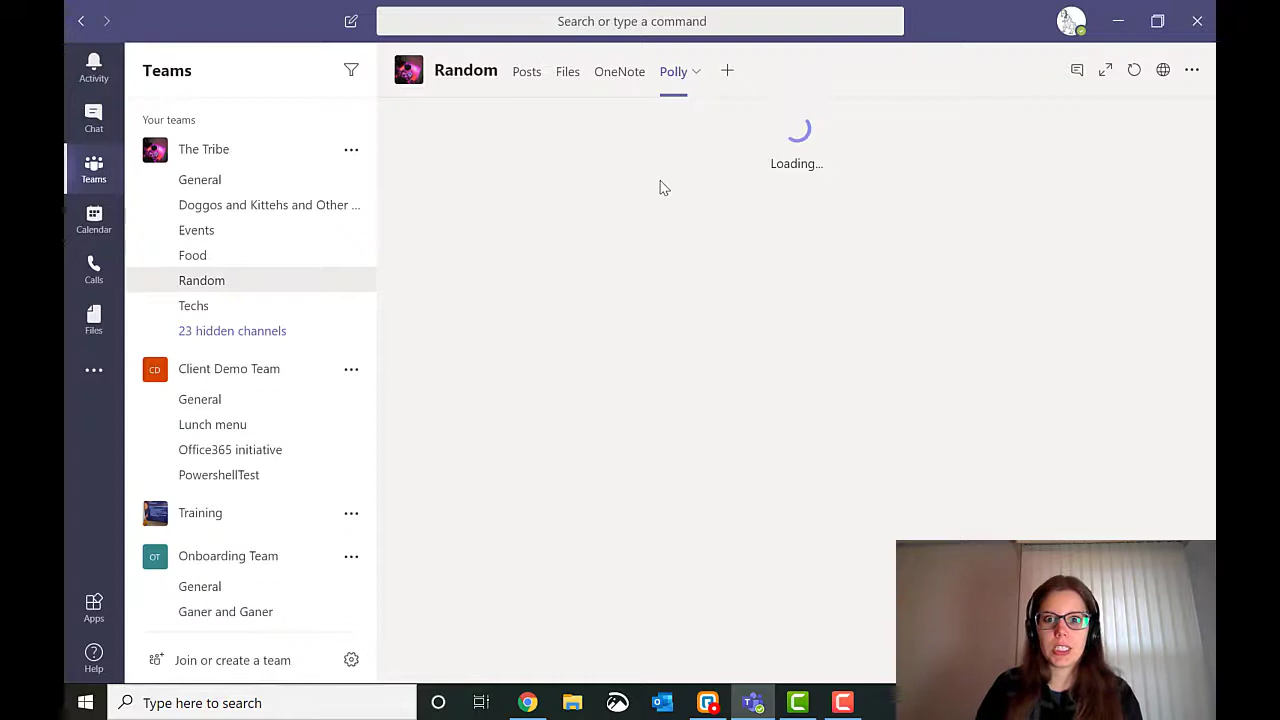 Search or type a command
Activity
Chat
Teams
Calendar
Calls
Files
Apps
Help
Teams
Your teams
The Tribe
General
Doggos and Kittehs and Other ...
Events
Food
Random
Techs
23 hidden channels
CD Client Demo Team
General
Lunch menu
Office365 initiative
PowershellTest
Training
OT Onboarding Team
General
Ganer and Ganer
Join or create a team
Random Posts Files OneNote Polly
Loading...
Type here to search